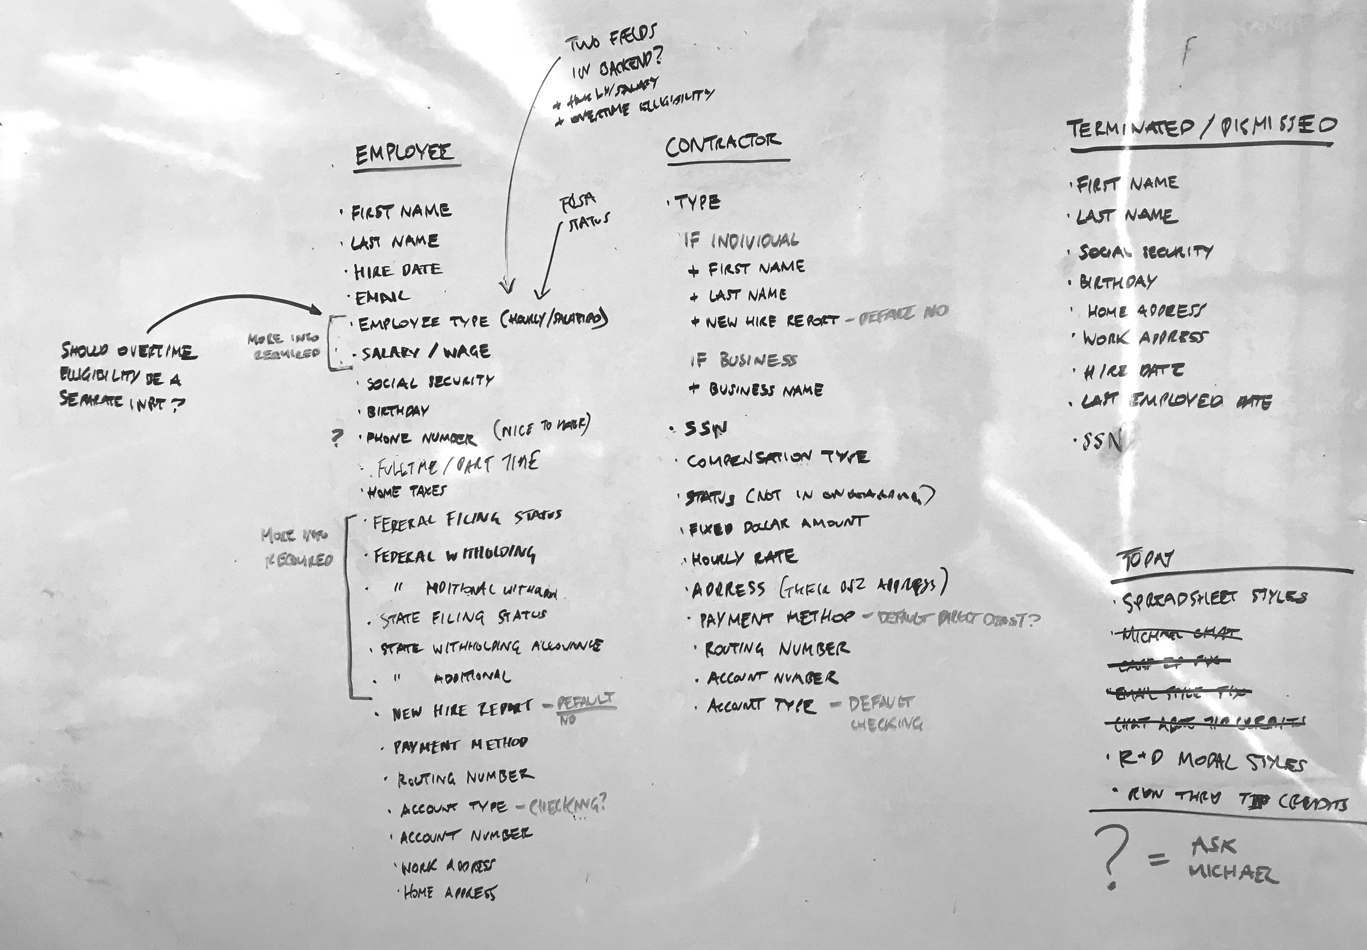 TWO FIELDS
IN BACKEND?
+ HOURLY/SALARY
+ OVERTIME ELLIGIBILITY
F
EMPLOYEE
FLSA
STATUS
· FIRST NAME
· LAST NAME
· HIRE DATE
· EMAIL
· EMPLOYEE TYPE (HOURLY/SALARIED)
· SALARY / WAGE
MORE INFO
REQUIRED
SHOULD OVERTIME
ELLIGIBILITY BE A
SEPARATE INPUT?
· SOCIAL SECURITY
· BIRTHDAY
? · PHONE NUMBER (NICE TO HAVE)
· FULLTIME / PART TIME
· HOME TAXES
MORE INFO
REQUIRED
· FEDERAL FILING STATUS
· FEDERAL WITHHOLDING
· " ADDITIONAL
· STATE FILING STATUS
· STATE WITHHOLDING ALLOWANCE
· " ADDITIONAL
· NEW HIRE REPORT – DEFAULT
NO
· PAYMENT METHOD
· ROUTING NUMBER
· ACCOUNT TYPE – CHECKING?
· ACCOUNT NUMBER
· WORK ADDRESS
· HOME ADDRESS
CONTRACTOR
· TYPE
IF INDIVIDUAL
+ FIRST NAME
+ LAST NAME
+ NEW HIRE REPORT – DEFAULT NO
IF BUSINESS
+ BUSINESS NAME
· SSN
· COMPENSATION TYPE
· STATUS (NOT IN ONBOARDING)
· FIXED DOLLAR AMOUNT
· HOURLY RATE
· ADDRESS (THEIR BIZ ADDRESS)
· PAYMENT METHOD – DEFAULT DIRECT DEPOSIT?
· ROUTING NUMBER
· ACCOUNT NUMBER
· ACCOUNT TYPE – DEFAULT
CHECKING
TERMINATED / DISMISSED
· FIRST NAME
· LAST NAME
· SOCIAL SECURITY
· BIRTHDAY
· HOME ADDRESS
· WORK ADDRESS
· HIRE DATE
· LAST EMPLOYED DATE
· SSN
TODAY
· SPREADSHEET STYLES
· MICHAEL CHAT
· EMAIL STYLE FIX
· R+D MODAL STYLES
· RUN THRU CREDITS
? = ASK
MICHAEL